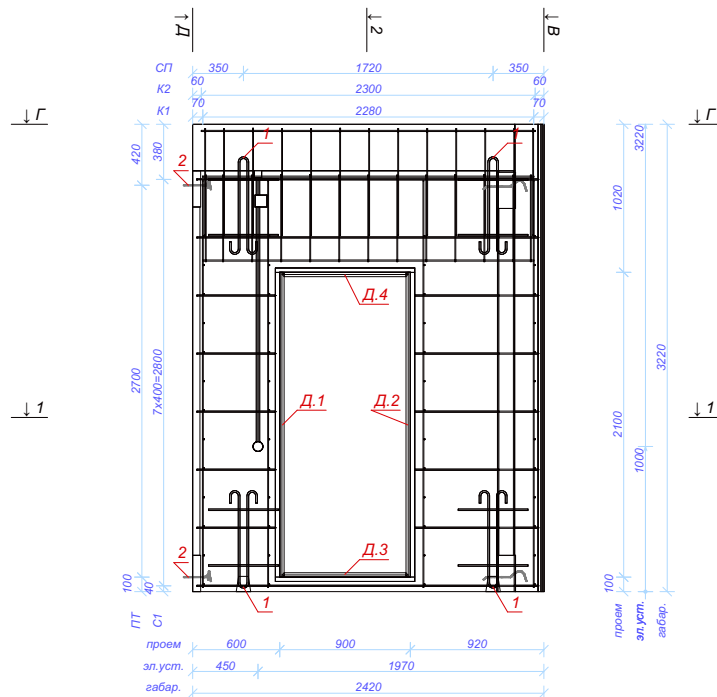 ↓ Д
↓ 2
↓ В
СП 350 1720 350
60 60
К2 2300
70 70
К1 2280
↓ Г
↓ Г
420
380
1
1
3220
2
1020
Д.4
2700
7х400=2800
3220
↓ 1
Д.1
Д.2
↓ 1
2100
1000
2
Д.3
100
40
1
1
100
ПТ
С1
проем
эл.уст.
габар.
проем 600 900 920
эл.уст. 450 1970
габар. 2420